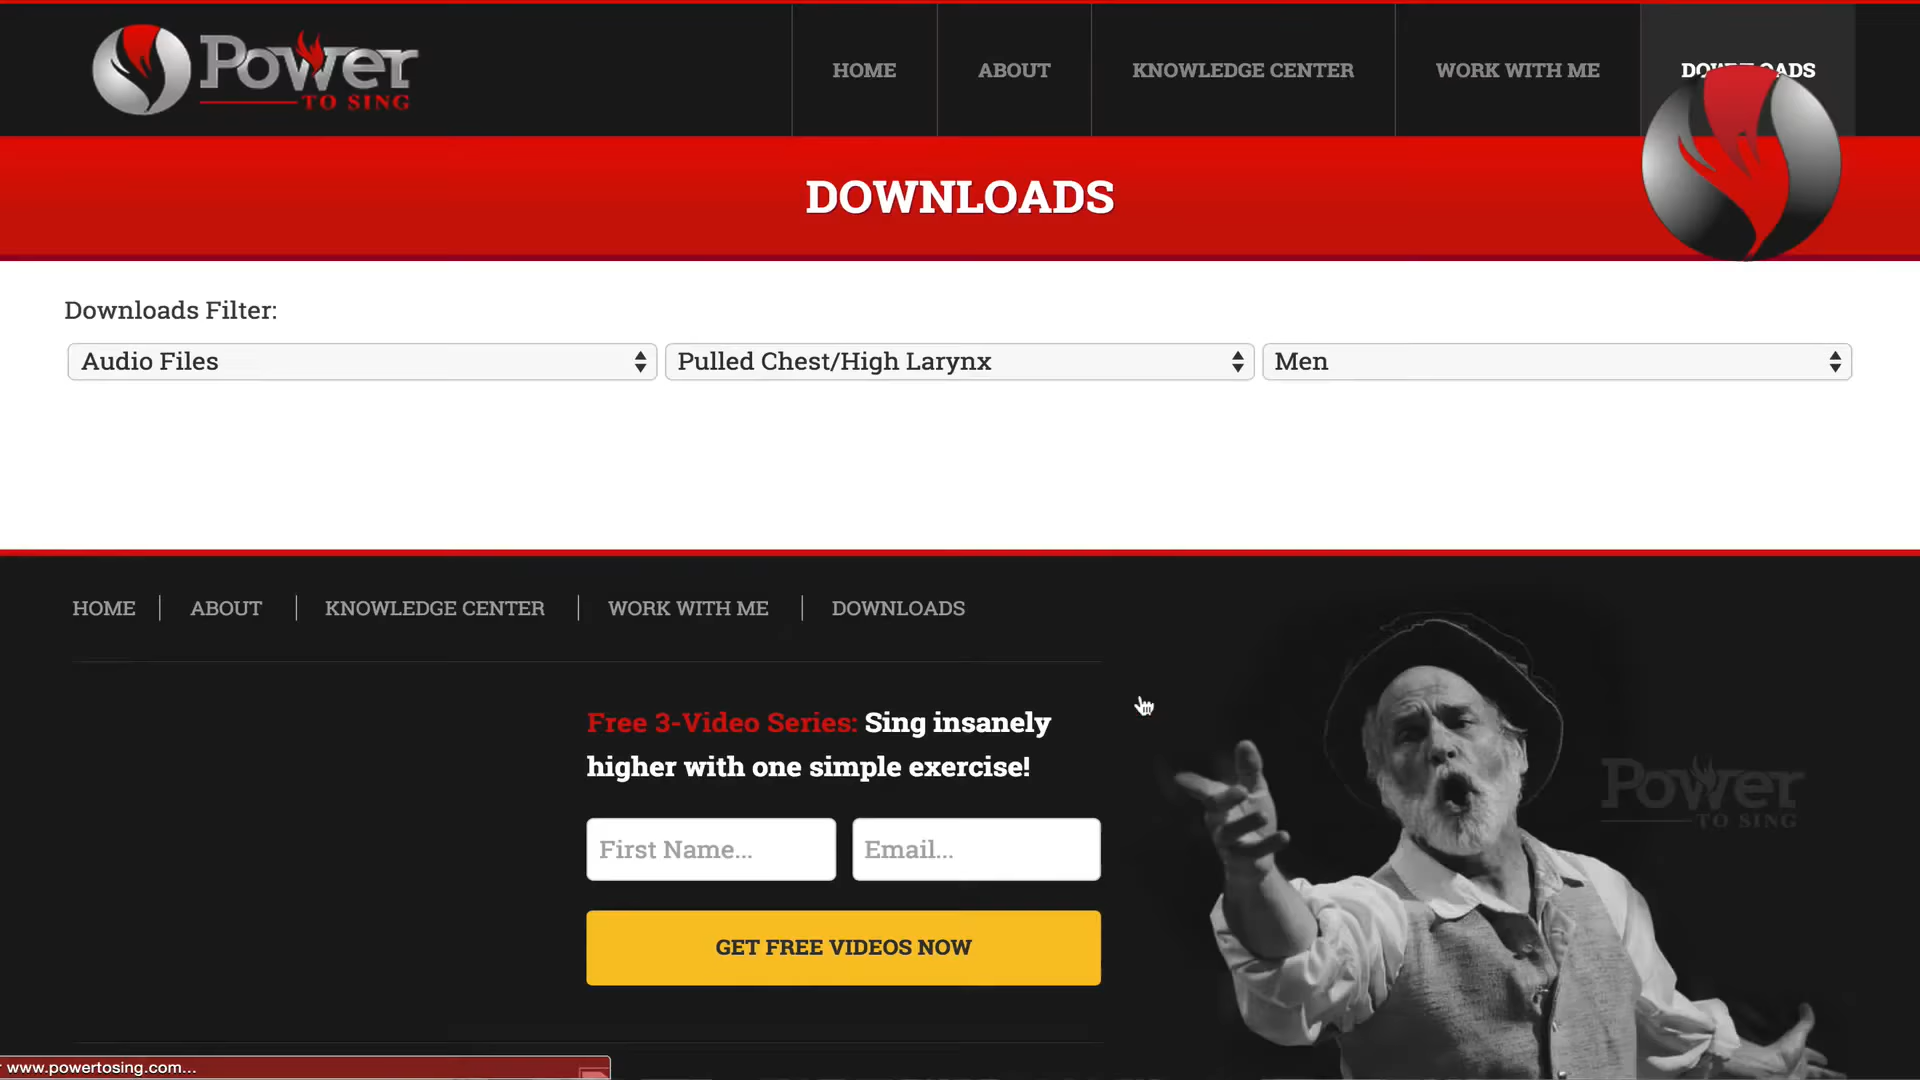 Power
TO SING
HOME
ABOUT
KNOWLEDGE CENTER
WORK WITH ME
DOWNLOADS
DOWNLOADS
Downloads Filter:
Audio Files
Pulled Chest/High Larynx
Men
HOME
ABOUT
KNOWLEDGE CENTER
WORK WITH ME
DOWNLOADS
Free 3-Video Series: Sing insanely
higher with one simple exercise!
First Name...
Email...
GET FREE VIDEOS NOW
Power
TO SING
www.powertosing.com...